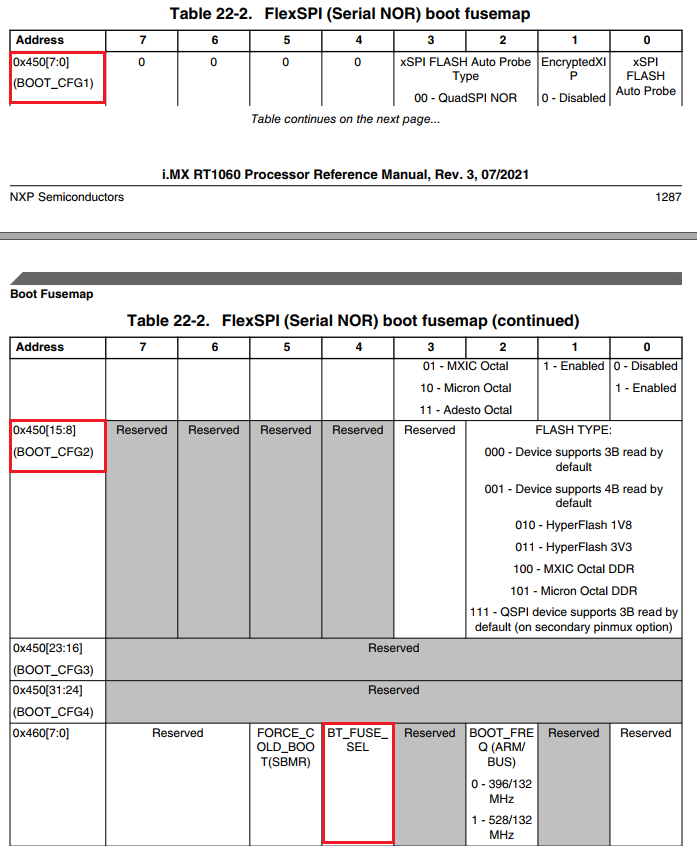 Table 22-2. FlexSPI (Serial NOR) boot fusemap
Address 7 6 5 4 3 2 1 0
0x450[7:0] 0 0 0 0 xSPI FLASH Auto Probe EncryptedXI xSPI
(BOOT_CFG1) Type P FLASH
00 - QuadSPI NOR 0 - Disabled Auto Probe
Table continues on the next page...
i.MX RT1060 Processor Reference Manual, Rev. 3, 07/2021
NXP Semiconductors 1287
Boot Fusemap
Table 22-2. FlexSPI (Serial NOR) boot fusemap (continued)
Address 7 6 5 4 3 2 1 0
01 - MXIC Octal 1 - Enabled 0 - Disabled
10 - Micron Octal 1 - Enabled
11 - Adesto Octal
0x450[15:8] Reserved Reserved Reserved Reserved Reserved FLASH TYPE:
(BOOT_CFG2) 000 - Device supports 3B read by
default
001 - Device supports 4B read by
default
010 - HyperFlash 1V8
011 - HyperFlash 3V3
100 - MXIC Octal DDR
101 - Micron Octal DDR
111 - QSPI device supports 3B read by
default (on secondary pinmux option)
0x450[23:16] Reserved
(BOOT_CFG3)
0x450[31:24] Reserved
(BOOT_CFG4)
0x460[7:0] Reserved FORCE_C BT_FUSE_ Reserved BOOT_FRE Reserved Reserved
OLD_BOO SEL Q (ARM/
T(SBMR) BUS)
0 - 396/132
MHz
1 - 528/132
MHz